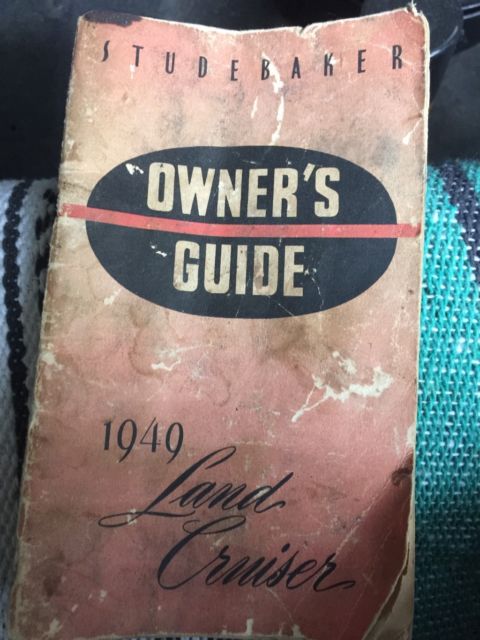 STUDEBAKER
OWNER'S
GUIDE
1949
Land
Cruiser